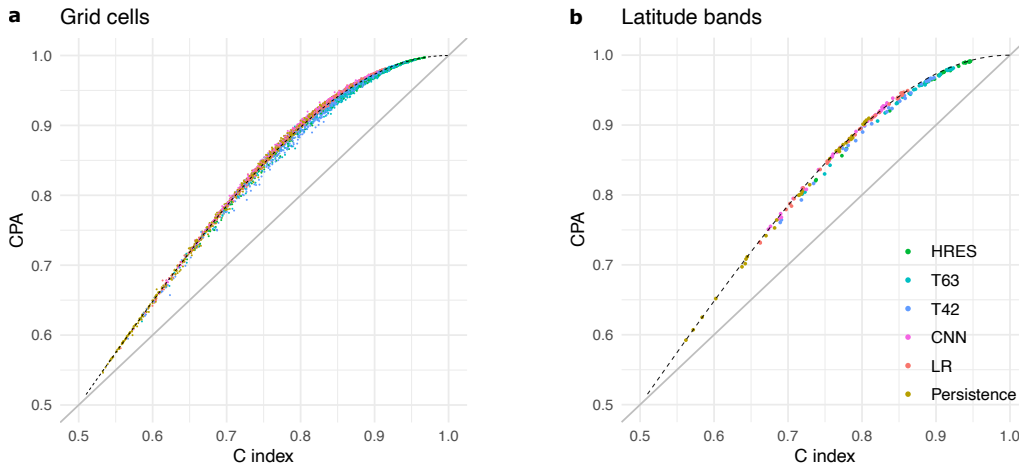 a Grid cells
1.0
0.9
0.8
0.7
0.6
0.5
CPA
0.5 0.6 0.7 0.8 0.9 1.0
C index
b Latitude bands
1.0
0.9
0.8
0.7
0.6
0.5
CPA
HRES
T63
T42
CNN
LR
Persistence
0.5 0.6 0.7 0.8 0.9 1.0
C index